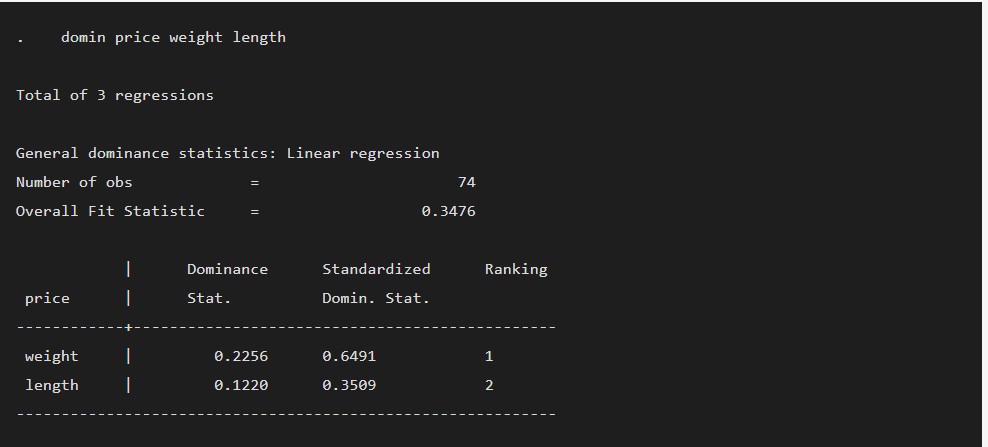 .    domin price weight length
Total of 3 regressions
General dominance statistics: Linear regression
Number of obs             =                      74
Overall Fit Statistic     =                  0.3476
            |      Dominance      Standardized      Ranking
 price      |      Stat.          Domin. Stat.
------------+-----------------------------------------------
 weight     |         0.2256      0.6491            1
 length     |         0.1220      0.3509            2
------------------------------------------------------------